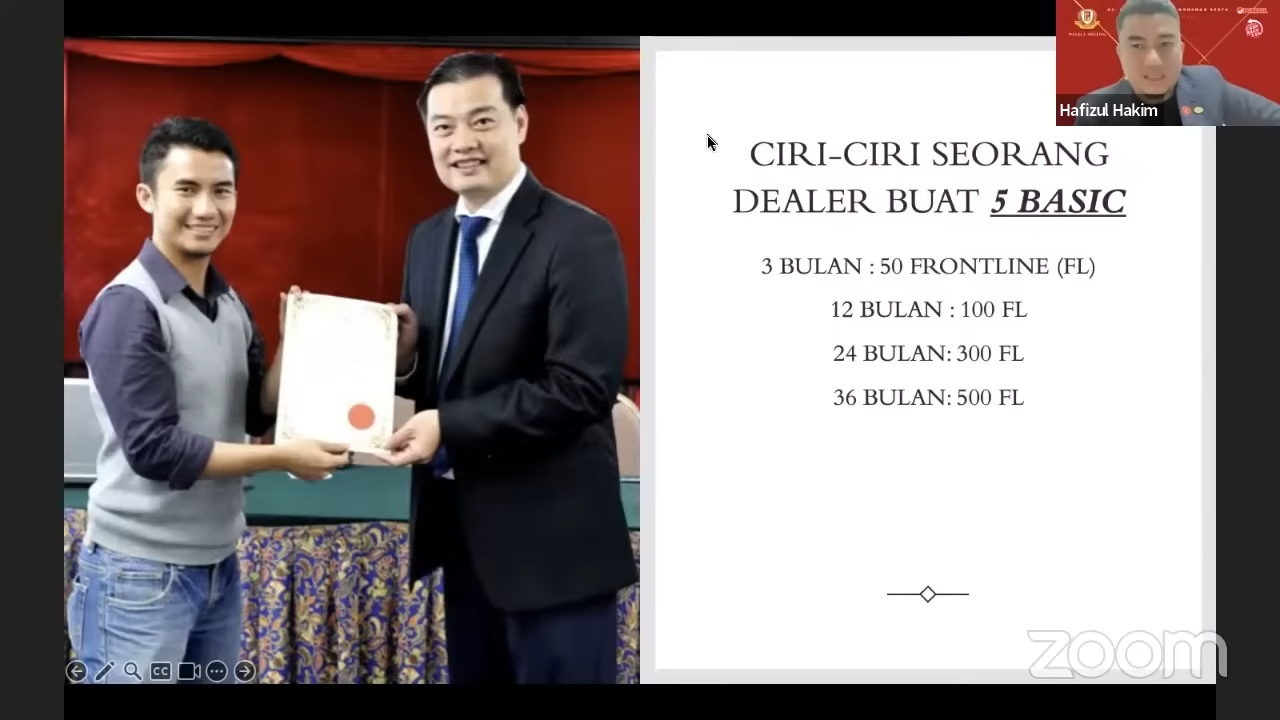 Hafizul Hakim
CIRI-CIRI SEORANG
DEALER BUAT 5 BASIC
3 BULAN : 50 FRONTLINE (FL)
12 BULAN : 100 FL
24 BULAN: 300 FL
36 BULAN: 500 FL
CC
zoom